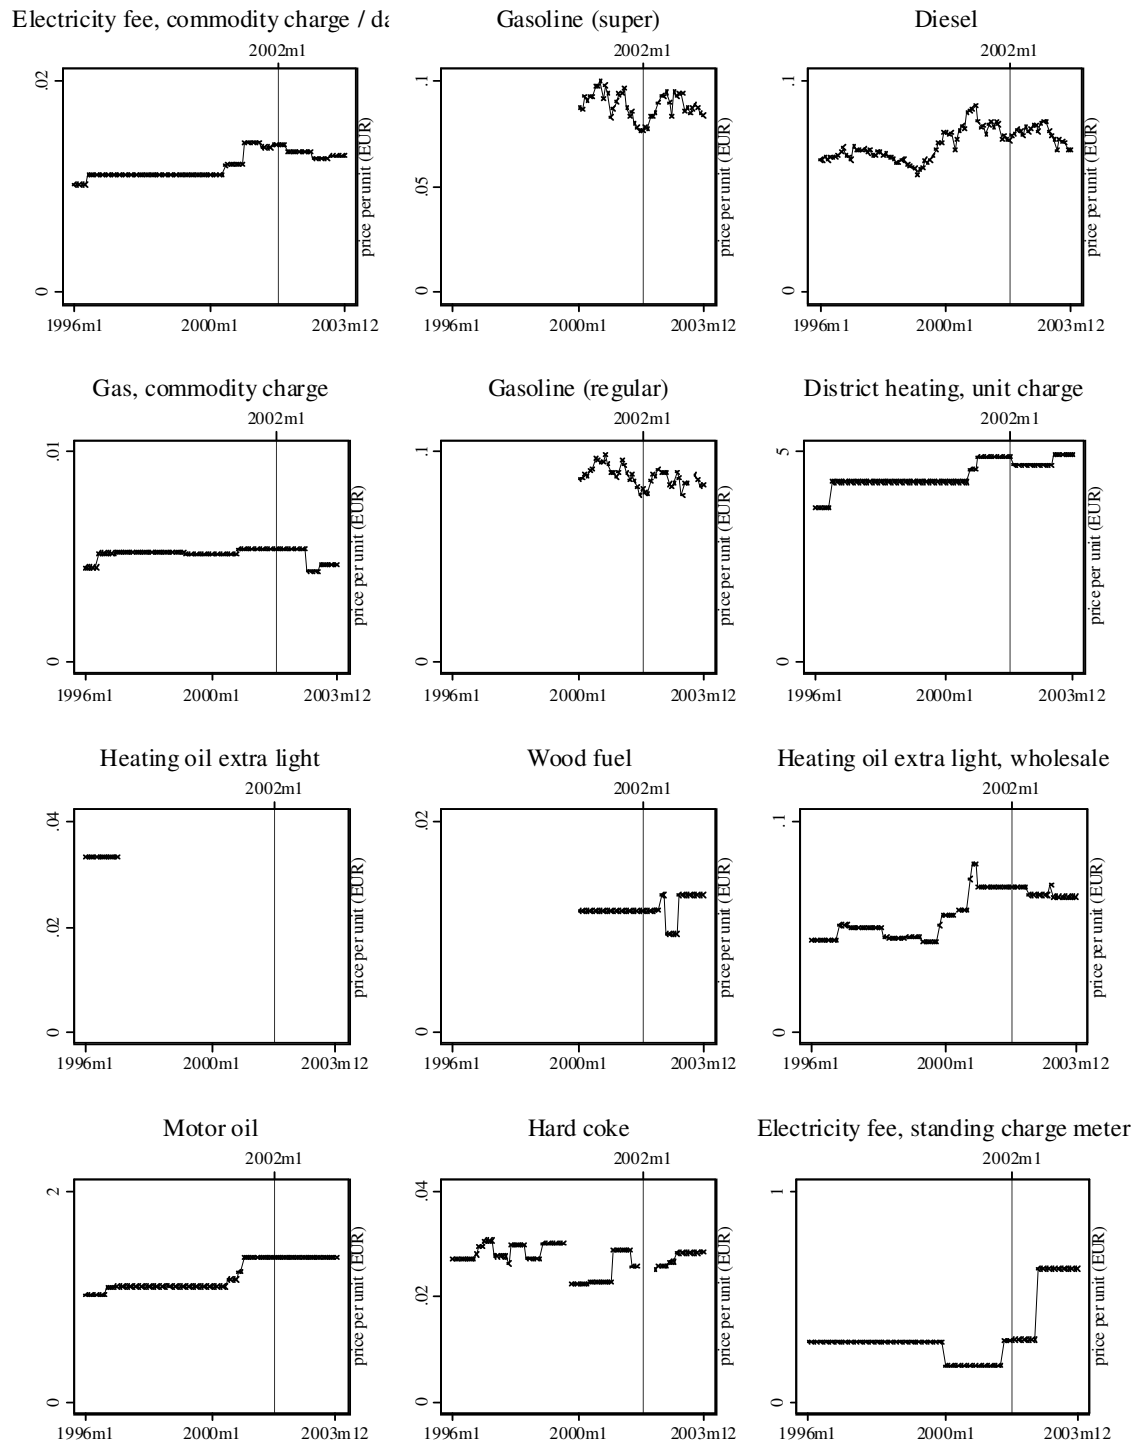 Electricity fee, commodity charge / da
2002m1
.02
0
price per unit (EUR)
1996m1 2000m1 2003m12
Gasoline (super)
2002m1
.1
.05
0
price per unit (EUR)
1996m1 2000m1 2003m12
Diesel
2002m1
.1
0
price per unit (EUR)
1996m1 2000m1 2003m12
Gas, commodity charge
2002m1
.01
0
price per unit (EUR)
1996m1 2000m1 2003m12
Gasoline (regular)
2002m1
.1
0
price per unit (EUR)
1996m1 2000m1 2003m12
District heating, unit charge
2002m1
5
0
price per unit (EUR)
1996m1 2000m1 2003m12
Heating oil extra light
2002m1
.04
.02
0
price per unit (EUR)
1996m1 2000m1 2003m12
Wood fuel
2002m1
.02
0
price per unit (EUR)
1996m1 2000m1 2003m12
Heating oil extra light, wholesale
2002m1
.1
0
price per unit (EUR)
1996m1 2000m1 2003m12
Motor oil
2002m1
2
0
price per unit (EUR)
1996m1 2000m1 2003m12
Hard coke
2002m1
.04
.02
0
price per unit (EUR)
1996m1 2000m1 2003m12
Electricity fee, standing charge meter
2002m1
1
0
price per unit (EUR)
1996m1 2000m1 2003m12